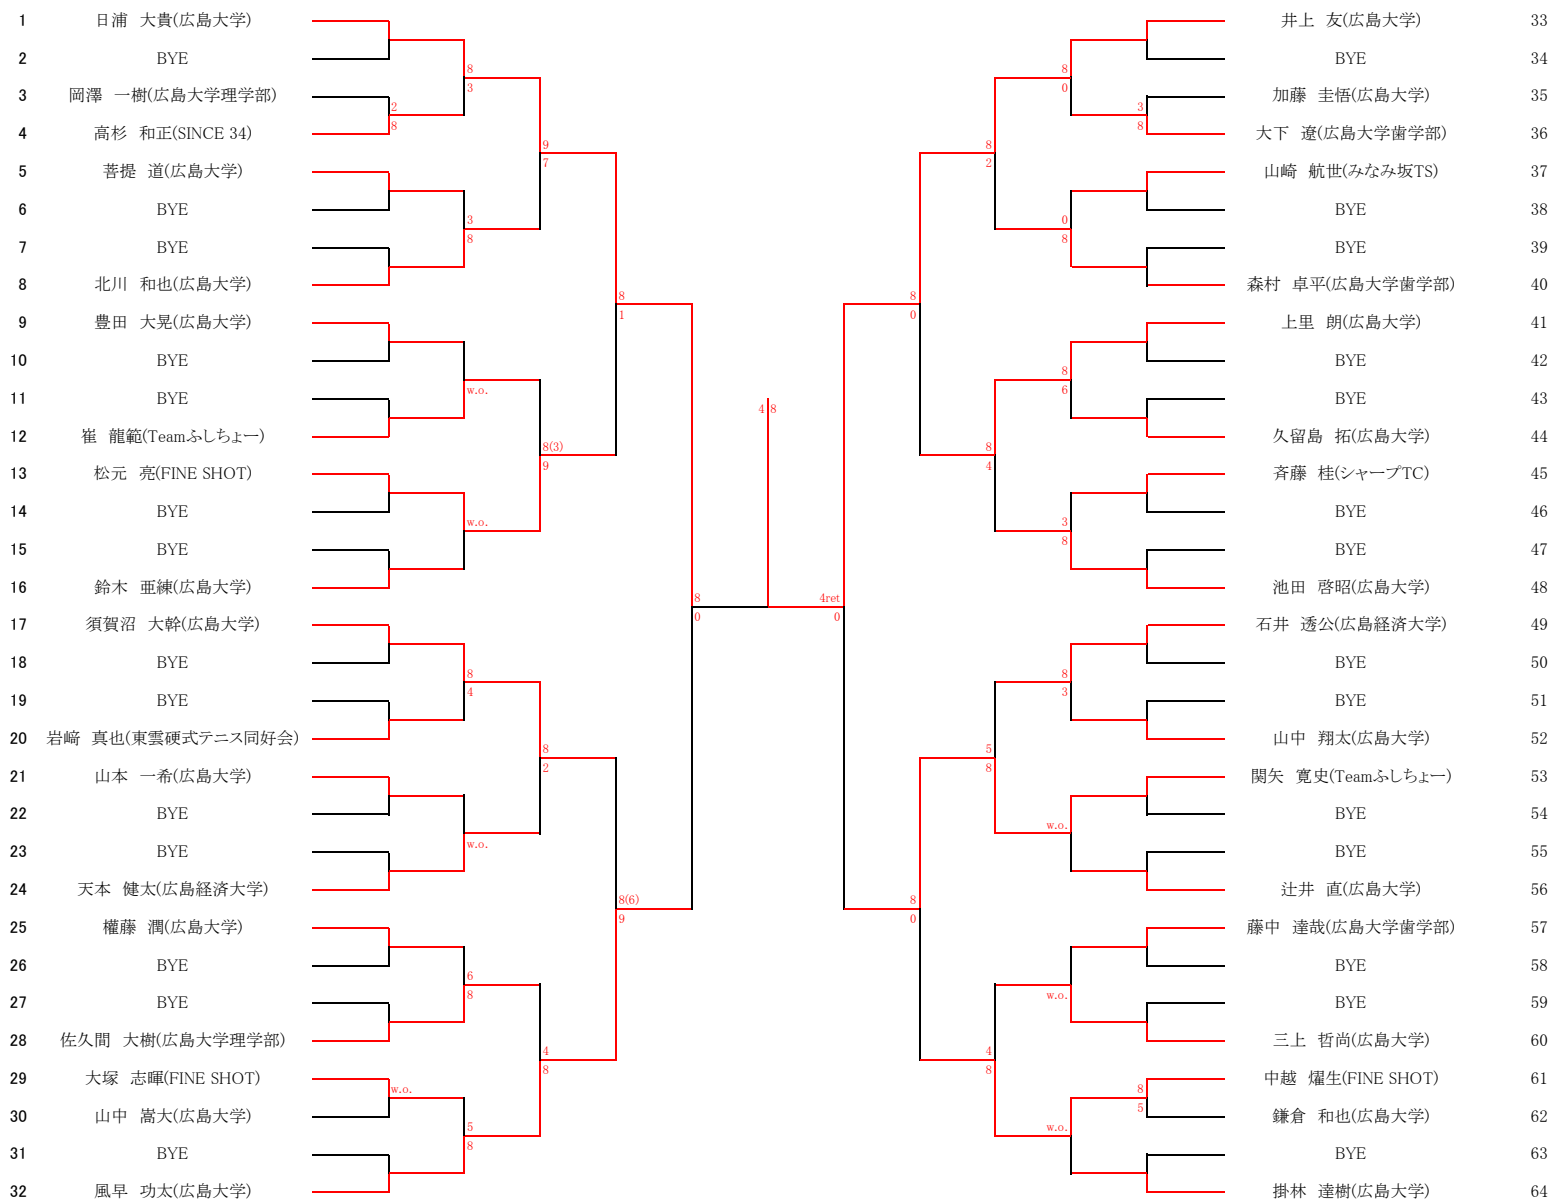 1 日浦 大貴(広島大学)
2 BYE
3 岡澤 一樹(広島大学理学部)
4 高杉 和正(SINCE 34)
5 菩提 道(広島大学)
6 BYE
7 BYE
8 北川 和也(広島大学)
9 豊田 大晃(広島大学)
10 BYE
11 BYE
12 崔 龍範(Teamふしちょー)
13 松元 亮(FINE SHOT)
14 BYE
15 BYE
16 鈴木 亜練(広島大学)
17 須賀沼 大幹(広島大学)
18 BYE
19 BYE
20 岩﨑 真也(東雲硬式テニス同好会)
21 山本 一希(広島大学)
22 BYE
23 BYE
24 天本 健太(広島経済大学)
25 權藤 潤(広島大学)
26 BYE
27 BYE
28 佐久間 大樹(広島大学理学部)
29 大塚 志暉(FINE SHOT)
30 山中 嵩大(広島大学)
31 BYE
32 風早 功太(広島大学)
2
8
w.o.
8
3
3
8
w.o.
w.o.
8
4
w.o.
6
8
5
8
9
7
8(3)
9
8
2
4
8
8
1
8(6)
9
8
0
4 8
4ret
0
8
0
8
0
8
2
8
4
5
8
4
8
8
0
0
8
8
6
3
8
8
3
w.o.
w.o.
w.o.
3
8
8
5
井上 友(広島大学) 33
BYE 34
加藤 圭悟(広島大学) 35
大下 遼(広島大学歯学部) 36
山崎 航世(みなみ坂TS) 37
BYE 38
BYE 39
森村 卓平(広島大学歯学部) 40
上里 朗(広島大学) 41
BYE 42
BYE 43
久留島 拓(広島大学) 44
斉藤 桂(シャープTC) 45
BYE 46
BYE 47
池田 啓昭(広島大学) 48
石井 透公(広島経済大学) 49
BYE 50
BYE 51
山中 翔太(広島大学) 52
関矢 寛史(Teamふしちょー) 53
BYE 54
BYE 55
辻井 直(広島大学) 56
藤中 達哉(広島大学歯学部) 57
BYE 58
BYE 59
三上 哲尚(広島大学) 60
中越 燿生(FINE SHOT) 61
鎌倉 和也(広島大学) 62
BYE 63
掛林 達樹(広島大学) 64